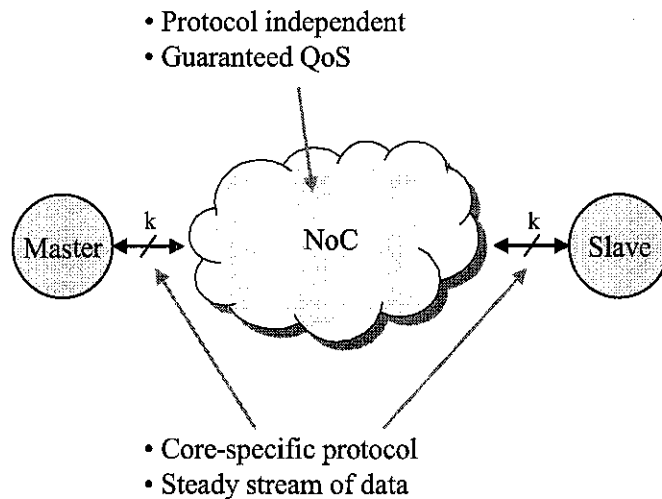 • Protocol independent
• Guaranteed QoS
k
k
Master
NoC
Slave
• Core-specific protocol
• Steady stream of data